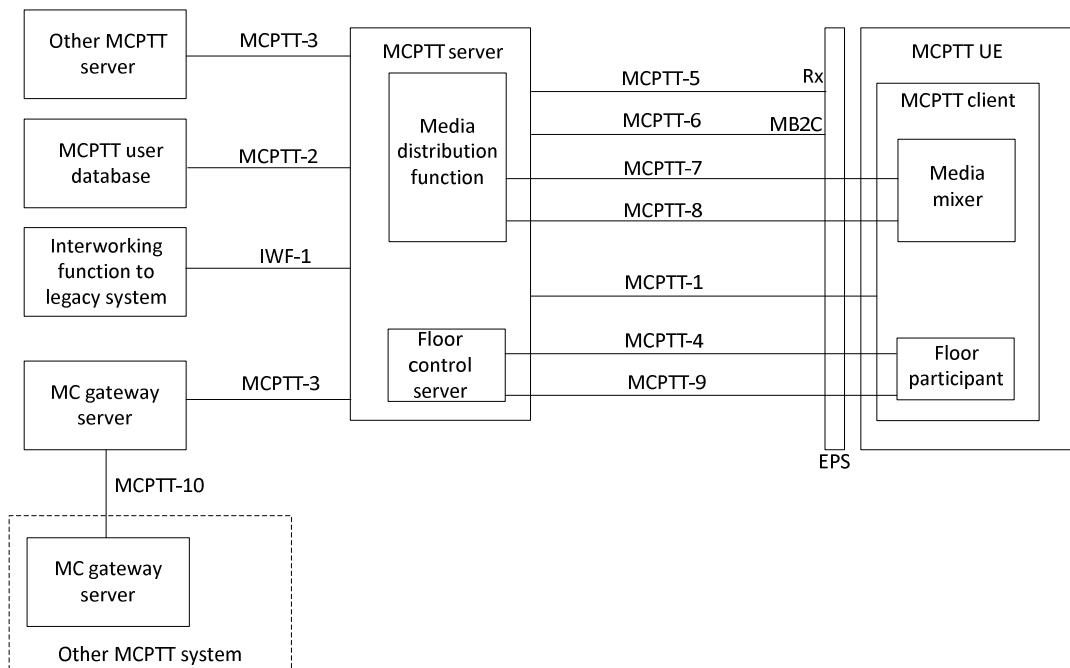 Other MCPTT
server
MCPTT-3
MCPTT user
database
MCPTT-2
Interworking
function to
legacy system
IWF-1
MC gateway
server
MCPTT-3
MCPTT-10
MC gateway
server
Other MCPTT system
MCPTT server
Media
distribution
function
Floor
control
server
MCPTT-5
Rx
MCPTT-6
MB2C
MCPTT-7
MCPTT-8
MCPTT-1
MCPTT-4
MCPTT-9
EPS
MCPTT UE
MCPTT client
Media
mixer
Floor
participant